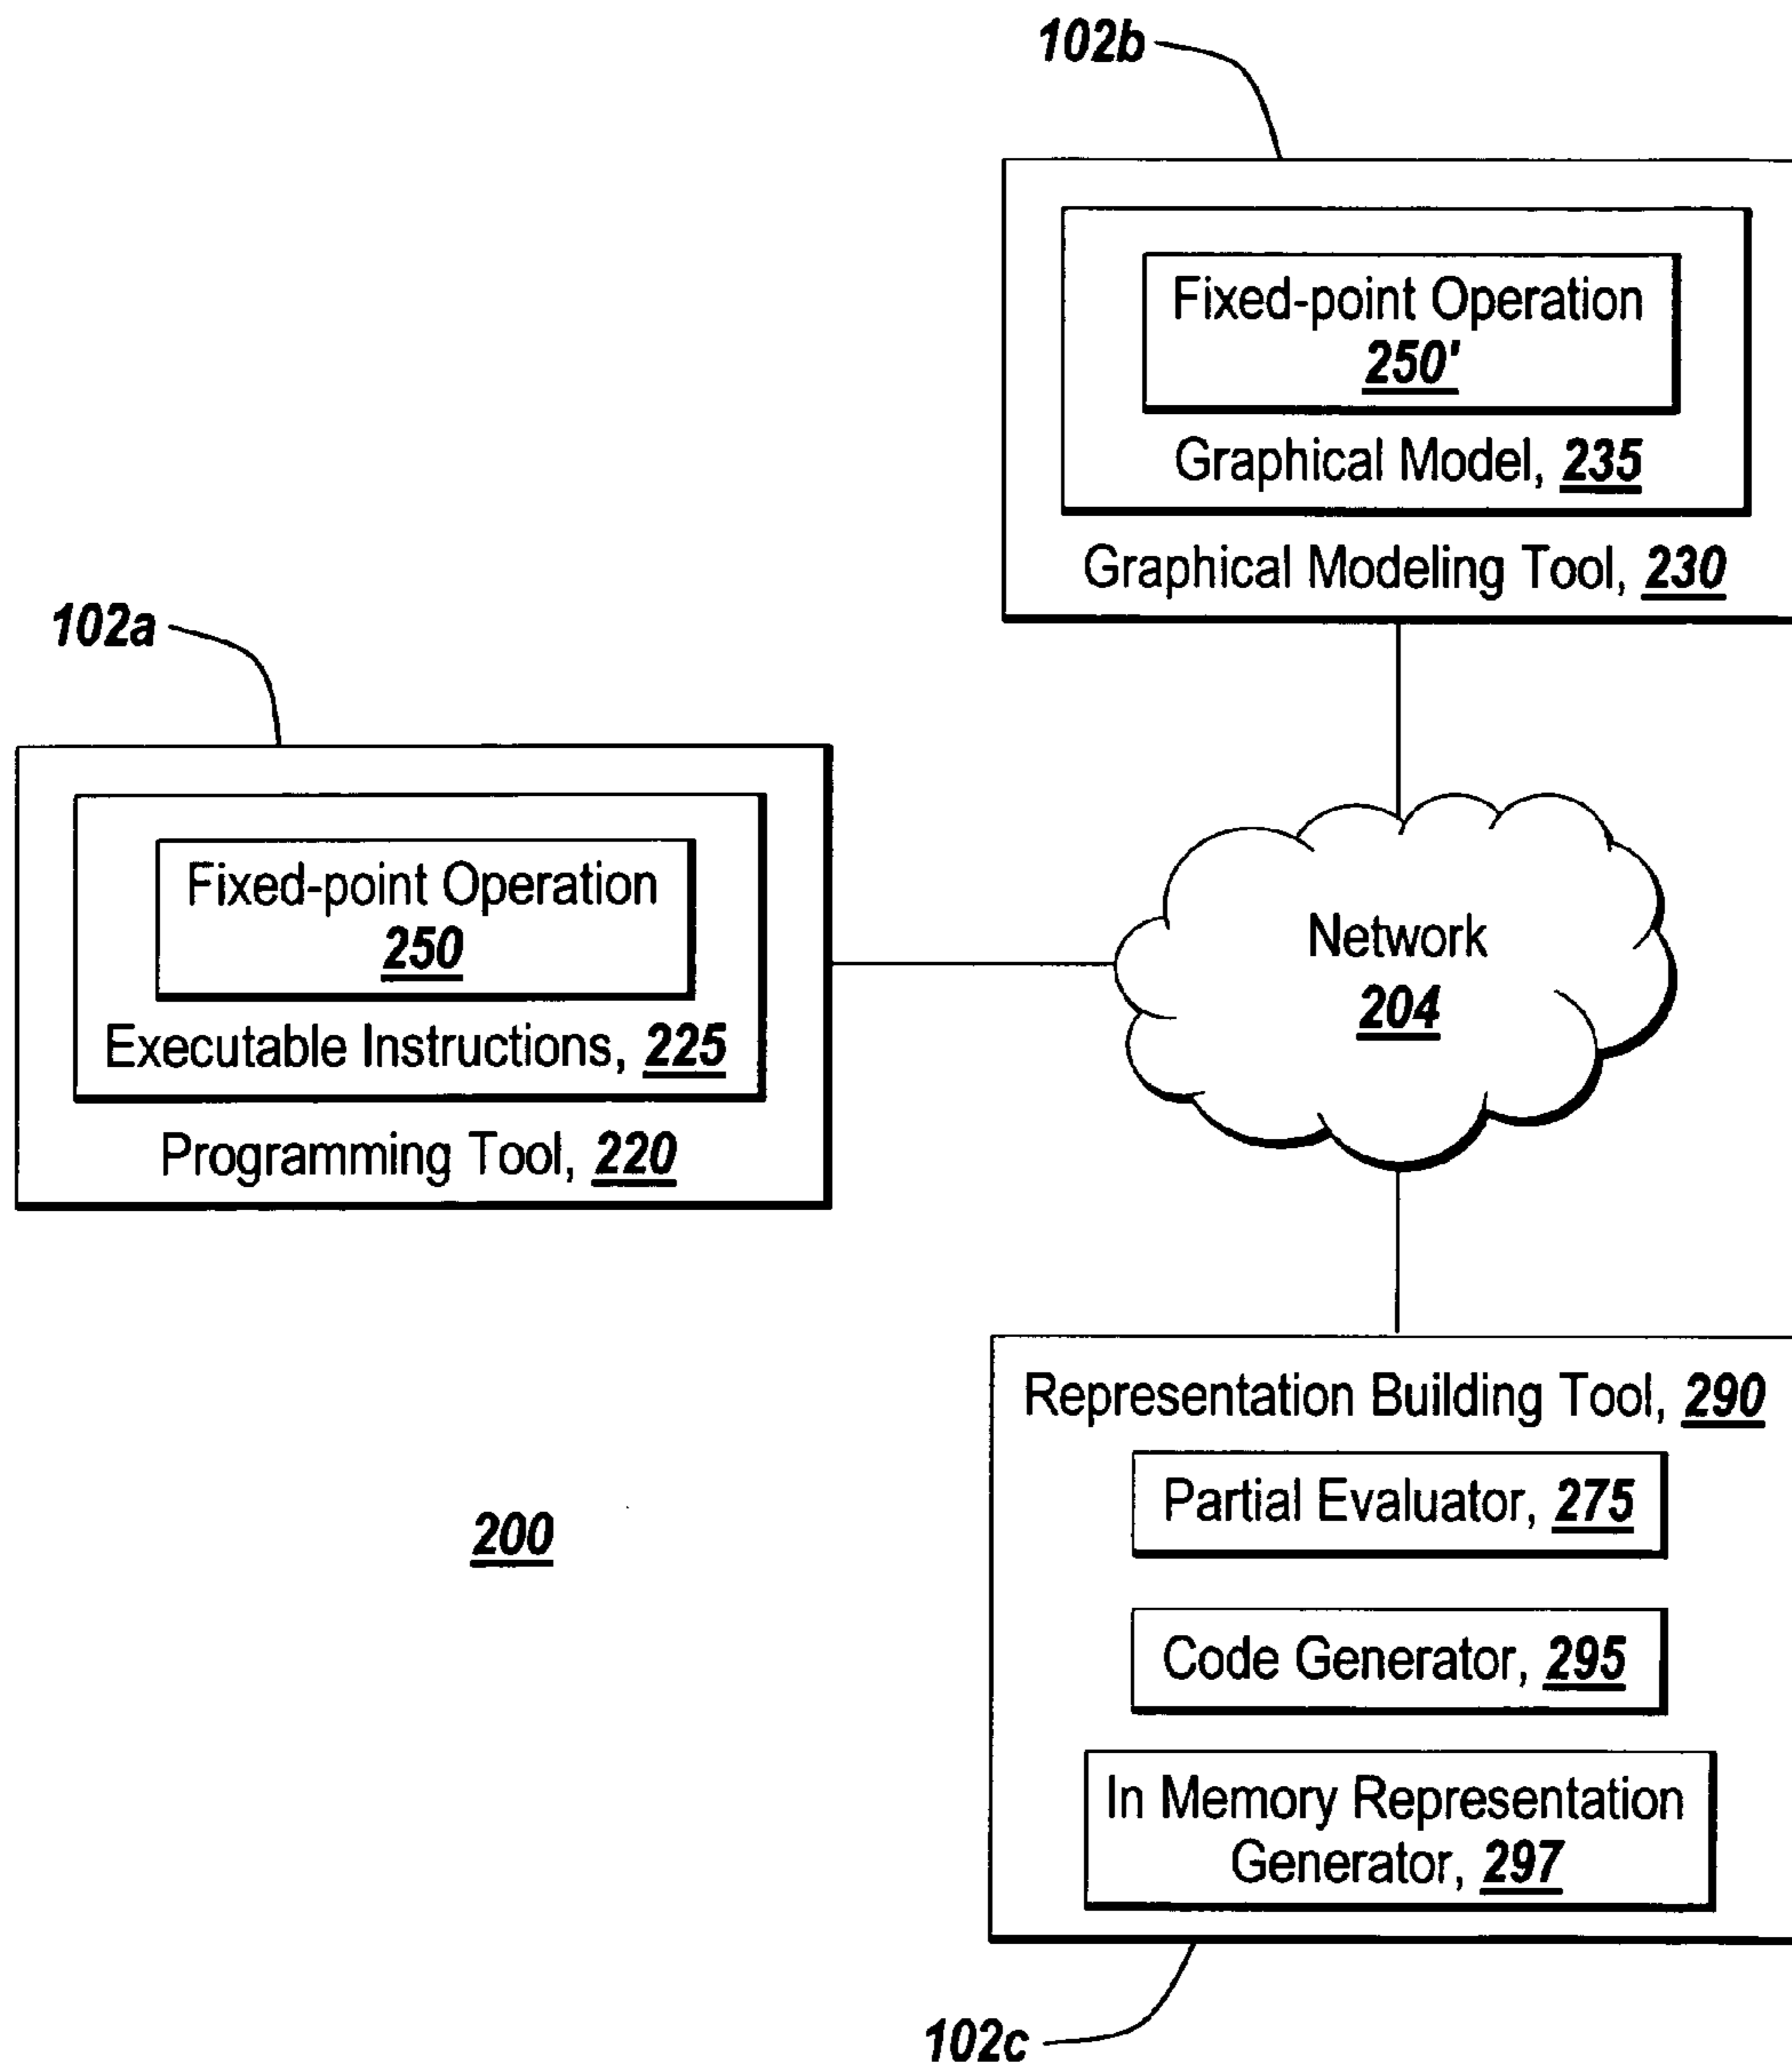 102b
Fixed-point Operation
250'
Graphical Model, 235
Graphical Modeling Tool, 230
102a
Fixed-point Operation
250
Executable Instructions, 225
Programming Tool, 220
Network
204
Representation Building Tool, 290
Partial Evaluator, 275
Code Generator, 295
In Memory Representation
Generator, 297
200
102c